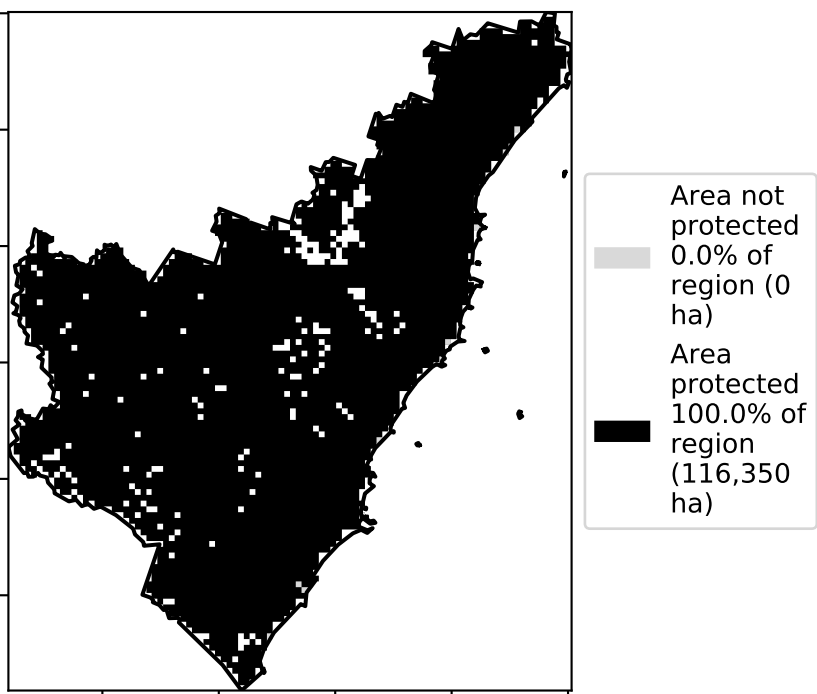 Area not
protected
0.0% of
region (0
ha)
Area
protected
100.0% of
region
(116,350
ha)